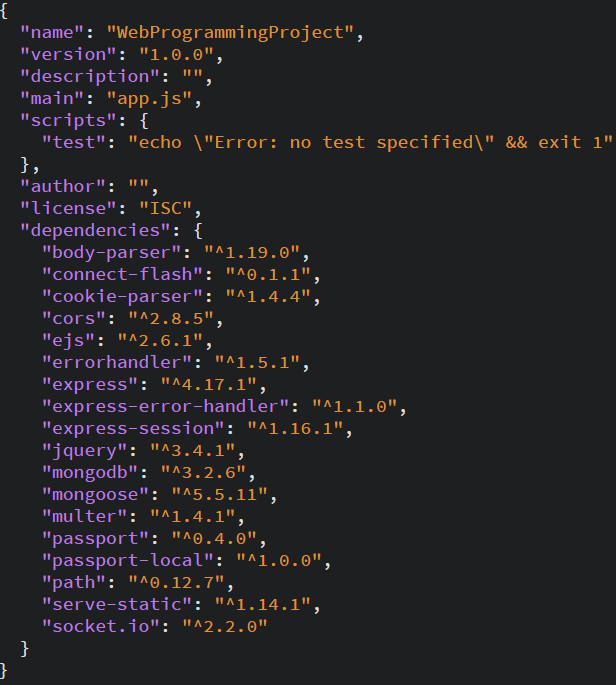 {
  "name": "WebProgrammingProject",
  "version": "1.0.0",
  "description": "",
  "main": "app.js",
  "scripts": {
    "test": "echo \"Error: no test specified\" && exit 1"
  },
  "author": "",
  "license": "ISC",
  "dependencies": {
    "body-parser": "^1.19.0",
    "connect-flash": "^0.1.1",
    "cookie-parser": "^1.4.4",
    "cors": "^2.8.5",
    "ejs": "^2.6.1",
    "errorhandler": "^1.5.1",
    "express": "^4.17.1",
    "express-error-handler": "^1.1.0",
    "express-session": "^1.16.1",
    "jquery": "^3.4.1",
    "mongodb": "^3.2.6",
    "mongoose": "^5.5.11",
    "multer": "^1.4.1",
    "passport": "^0.4.0",
    "passport-local": "^1.0.0",
    "path": "^0.12.7",
    "serve-static": "^1.14.1",
    "socket.io": "^2.2.0"
  }
}